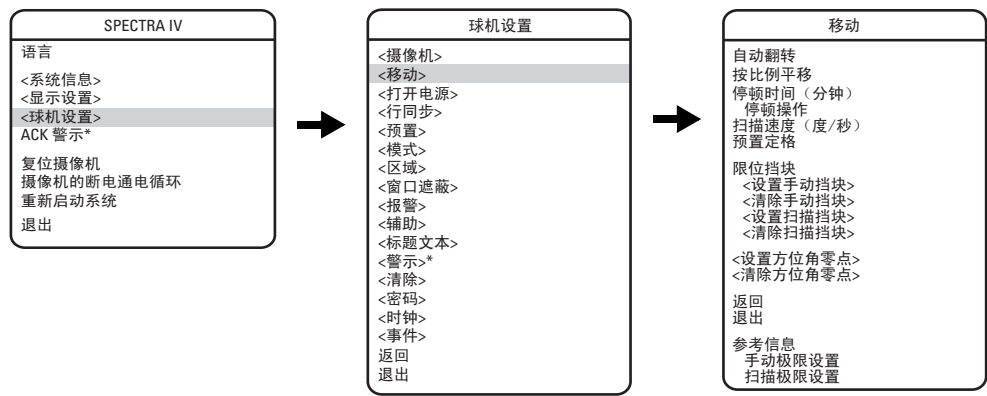 SPECTRA IV
语言
<系统信息>
<显示设置>
<球机设置>
ACK 警示*
复位摄像机
摄像机的断电通电循环
重新启动系统
退出
球机设置
<摄像机>
<移动>
<打开电源>
<行同步>
<预置>
<模式>
<区域>
<窗口遮蔽>
<报警>
<辅助>
<标题文本>
<警示>*
<清除>
<密码>
<时钟>
<事件>
返回
退出
移动
自动翻转
按比例平移
停顿时间（分钟）
停顿操作
扫描速度（度/秒）
预置定格
限位挡块
<设置手动挡块>
<清除手动挡块>
<设置扫描挡块>
<清除扫描挡块>
<设置方位角零点>
<清除方位角零点>
返回
退出
参考信息
手动极限设置
扫描极限设置